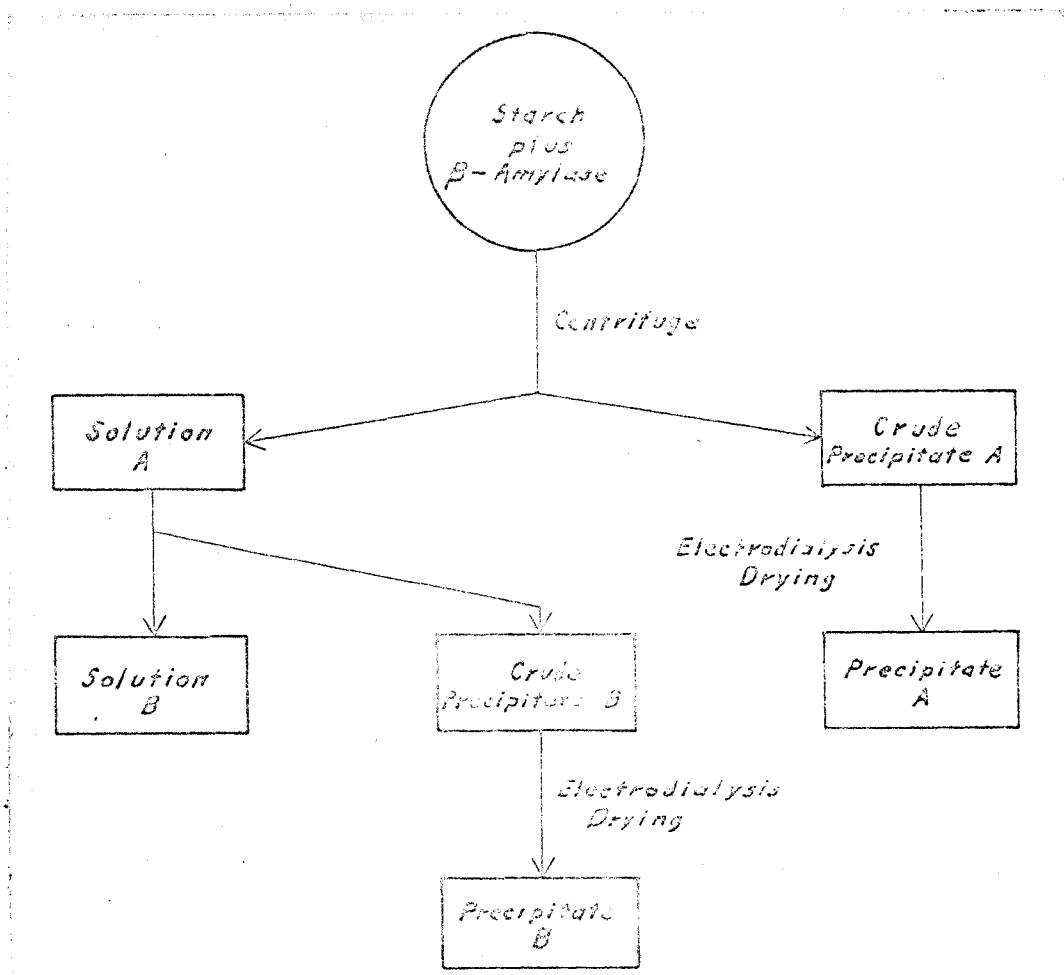 Starch
plus
β-Amylase
Centrifuge
Solution
A
Crude
Precipitate A
Electrodialysis
Drying
Solution
B
Crude
Precipitate B
Precipitate
A
Electrodialysis
Drying
Precipitate
B